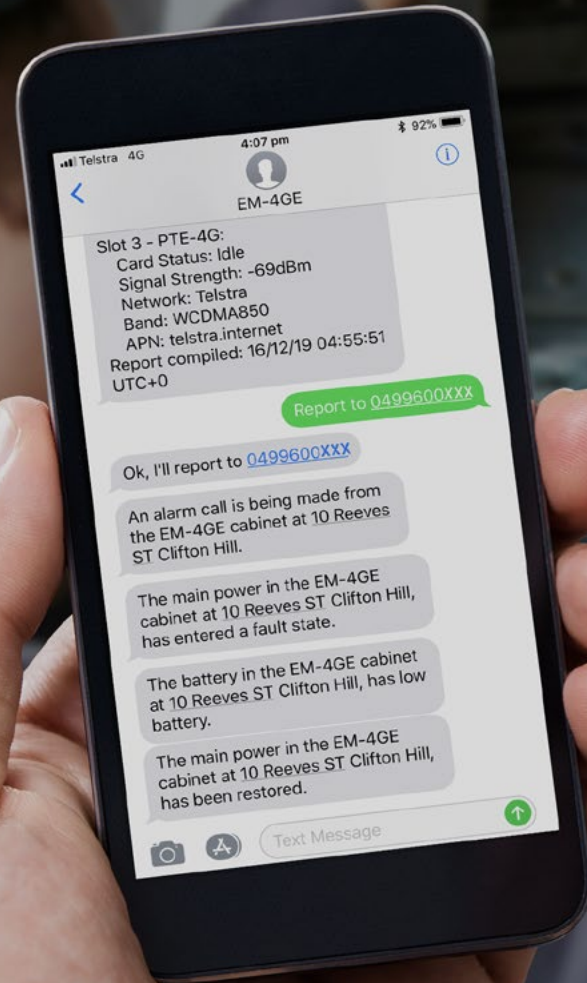 Telstra 4G
4:07 pm
92%
EM-4GE
Slot 3 - PTE-4G:
Card Status: Idle
Signal Strength: -69dBm
Network: Telstra
Band: WCDMA850
APN: telstra.internet
Report compiled: 16/12/19 04:55:51
UTC+0
Report to 0499600XXX
Ok, I'll report to 0499600XXX
An alarm call is being made from
the EM-4GE cabinet at 10 Reeves
ST Clifton Hill.
The main power in the EM-4GE
cabinet at 10 Reeves ST Clifton Hill,
has entered a fault state.
The battery in the EM-4GE cabinet
at 10 Reeves ST Clifton Hill, has low
battery.
The main power in the EM-4GE
cabinet at 10 Reeves ST Clifton Hill,
has been restored.
Text Message